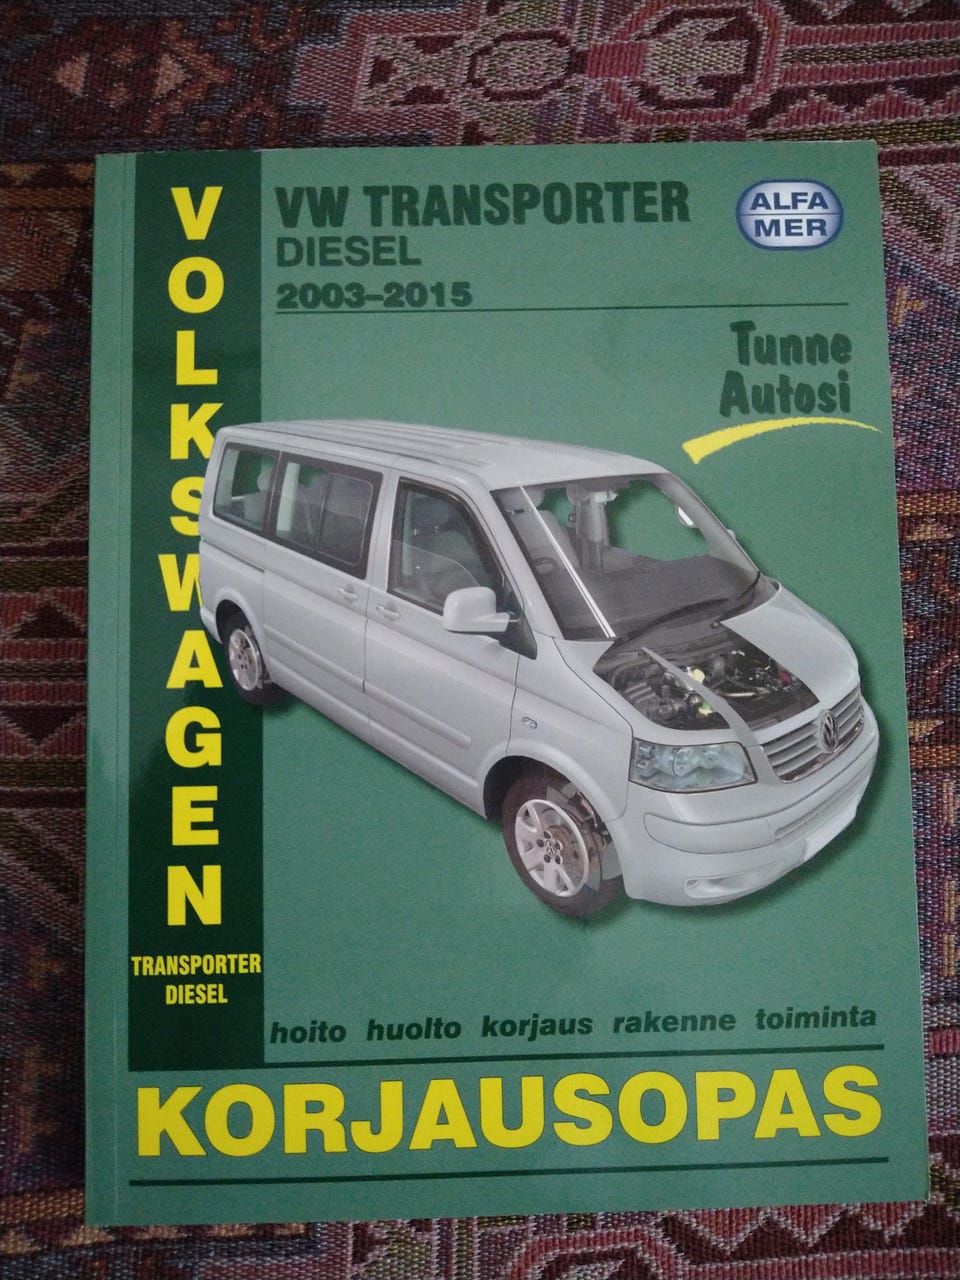 VOLKSWAGEN
TRANSPORTER
DIESEL
VW TRANSPORTER
DIESEL
2003–2015
ALFA
MER
Tunne
Autosi
hoito huolto korjaus rakenne toiminta
KORJAUSOPAS